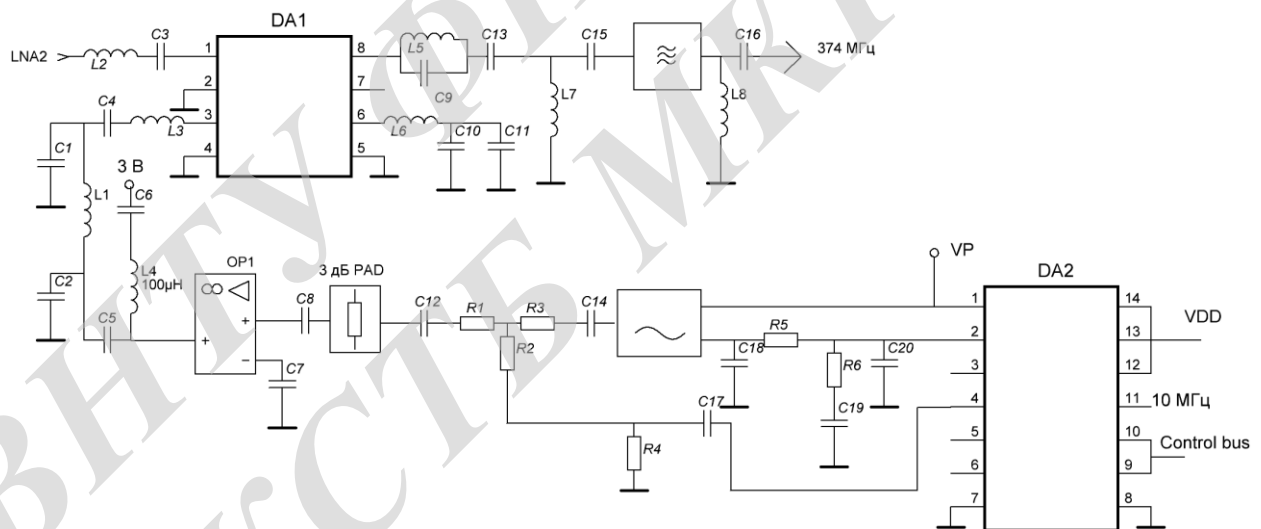 DA1
LNA2
L2
C3
1
2
3
4
8
7
6
5
L5
C9
C13
C15
C16
374 МГц
L7
L8
C4
L3
L6
C10
C11
C1
3 В
C6
L1
L4
100µH
C2
C5
OP1
∞
+
+
−
C8
3 дБ PAD
C7
C12
R1
R3
R2
C14
C17
R4
VP
DA2
C18
R5
R6
C20
C19
1
2
3
4
5
6
7
14
13
12
11
10
9
8
VDD
10 МГц
Control bus
ВНТУ
КСТЬ МК